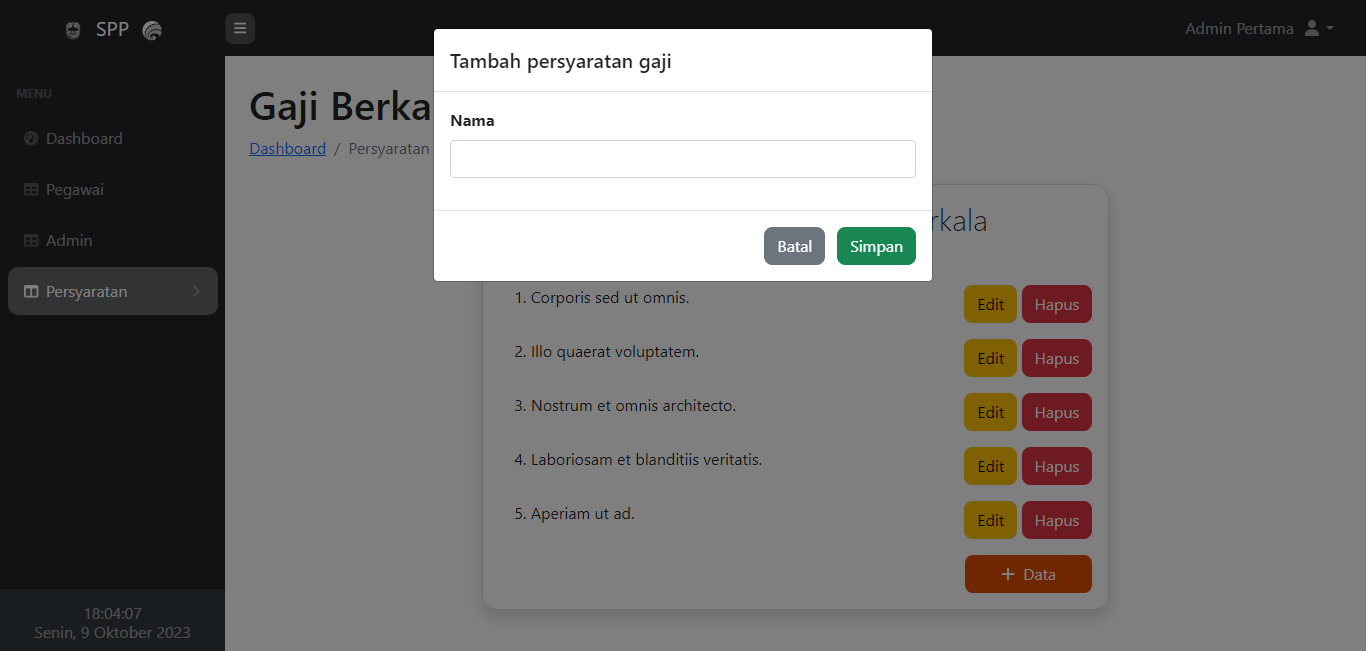 SPP
Admin Pertama
MENU
Dashboard
Pegawai
Admin
Persyaratan
18:04:07
Senin, 9 Oktober 2023
Gaji Berka
Dashboard / Persyaratan
Tambah persyaratan gaji
Nama
Batal Simpan
rkala
1. Corporis sed ut omnis. Edit Hapus
2. Illo quaerat voluptatem. Edit Hapus
3. Nostrum et omnis architecto. Edit Hapus
4. Laboriosam et blanditiis veritatis. Edit Hapus
5. Aperiam ut ad. Edit Hapus
+ Data